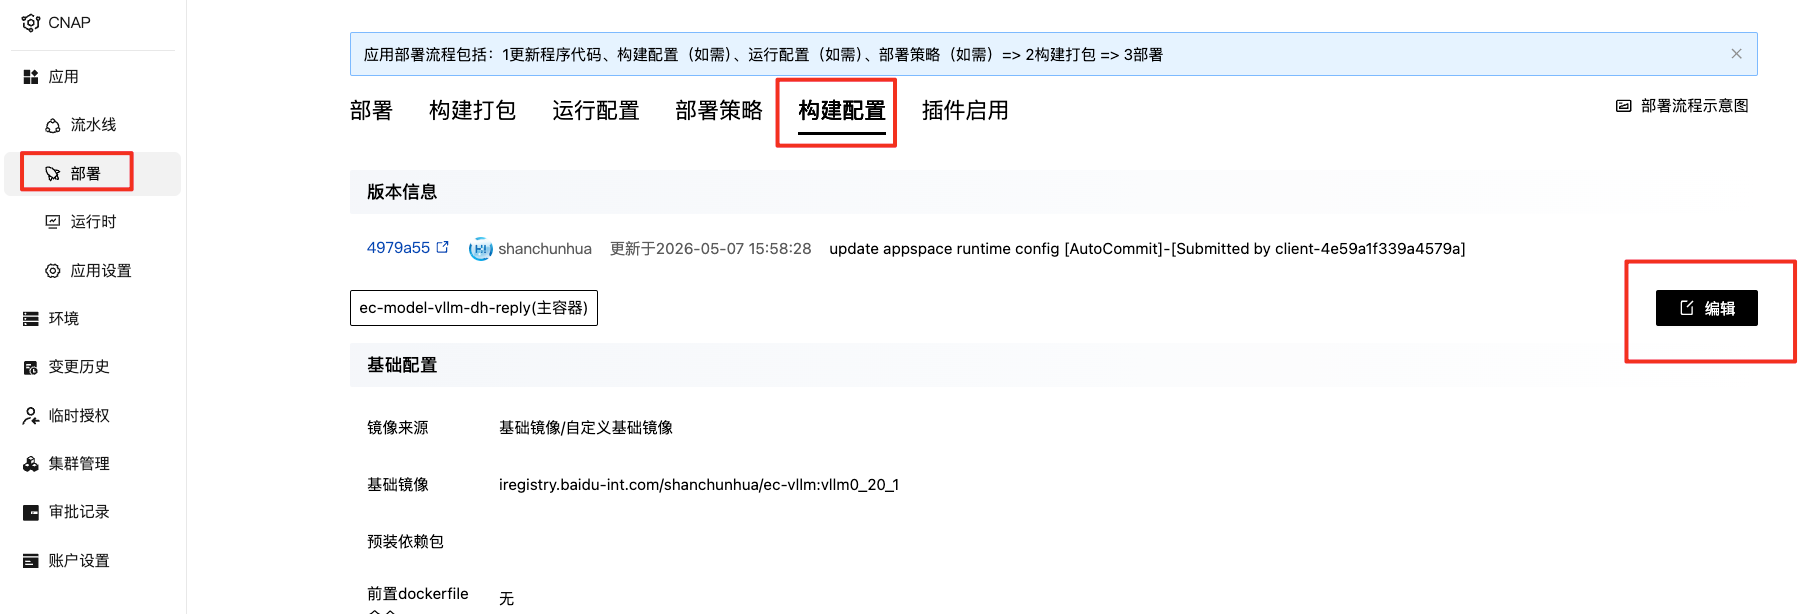 CNAP
应用
流水线
部署
运行时
应用设置
环境
变更历史
临时授权
集群管理
审批记录
账户设置
应用部署流程包括：1更新程序代码、构建配置（如需）、运行配置（如需）、部署策略（如需）=> 2构建打包 => 3部署
部署 构建打包 运行配置 部署策略 构建配置 插件启用 部署流程示意图
版本信息
4979a55 shanchunhua 更新于2026-05-07 15:58:28 update appspace runtime config [AutoCommit]-[Submitted by client-4e59a1f339a4579a]
ec-model-vllm-dh-reply(主容器) 编辑
基础配置
镜像来源 基础镜像/自定义基础镜像
基础镜像 iregistry.baidu-int.com/shanchunhua/ec-vllm:vllm0_20_1
预装依赖包
前置dockerfile 无